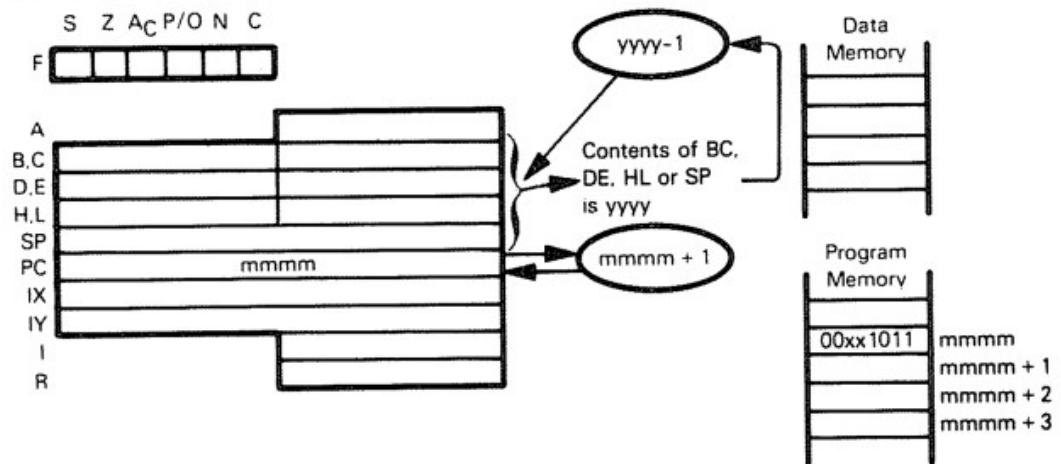 S Z AC P/O N C
F
A
B,C
D,E
H,L
SP
PC mmmm
IX
IY
I
R
yyyy-1
Contents of BC,
DE, HL or SP
is yyyy
mmmm + 1
Data
Memory
Program
Memory
00xx1011 mmmm
mmmm + 1
mmmm + 2
mmmm + 3